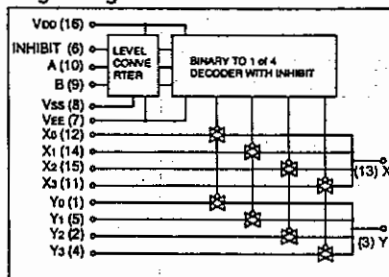 VDD (16)
INHIBIT (6)
A (10)
B (9)
VSS (8)
VEE (7)
LEVEL
CONVE
RTER
BINARY TO 1 of 4
DECODER WITH INHIBIT
X0 (12)
X1 (14)
X2 (15)
X3 (11)
(13) X
Y0 (1)
Y1 (5)
Y2 (2)
Y3 (4)
(3) Y